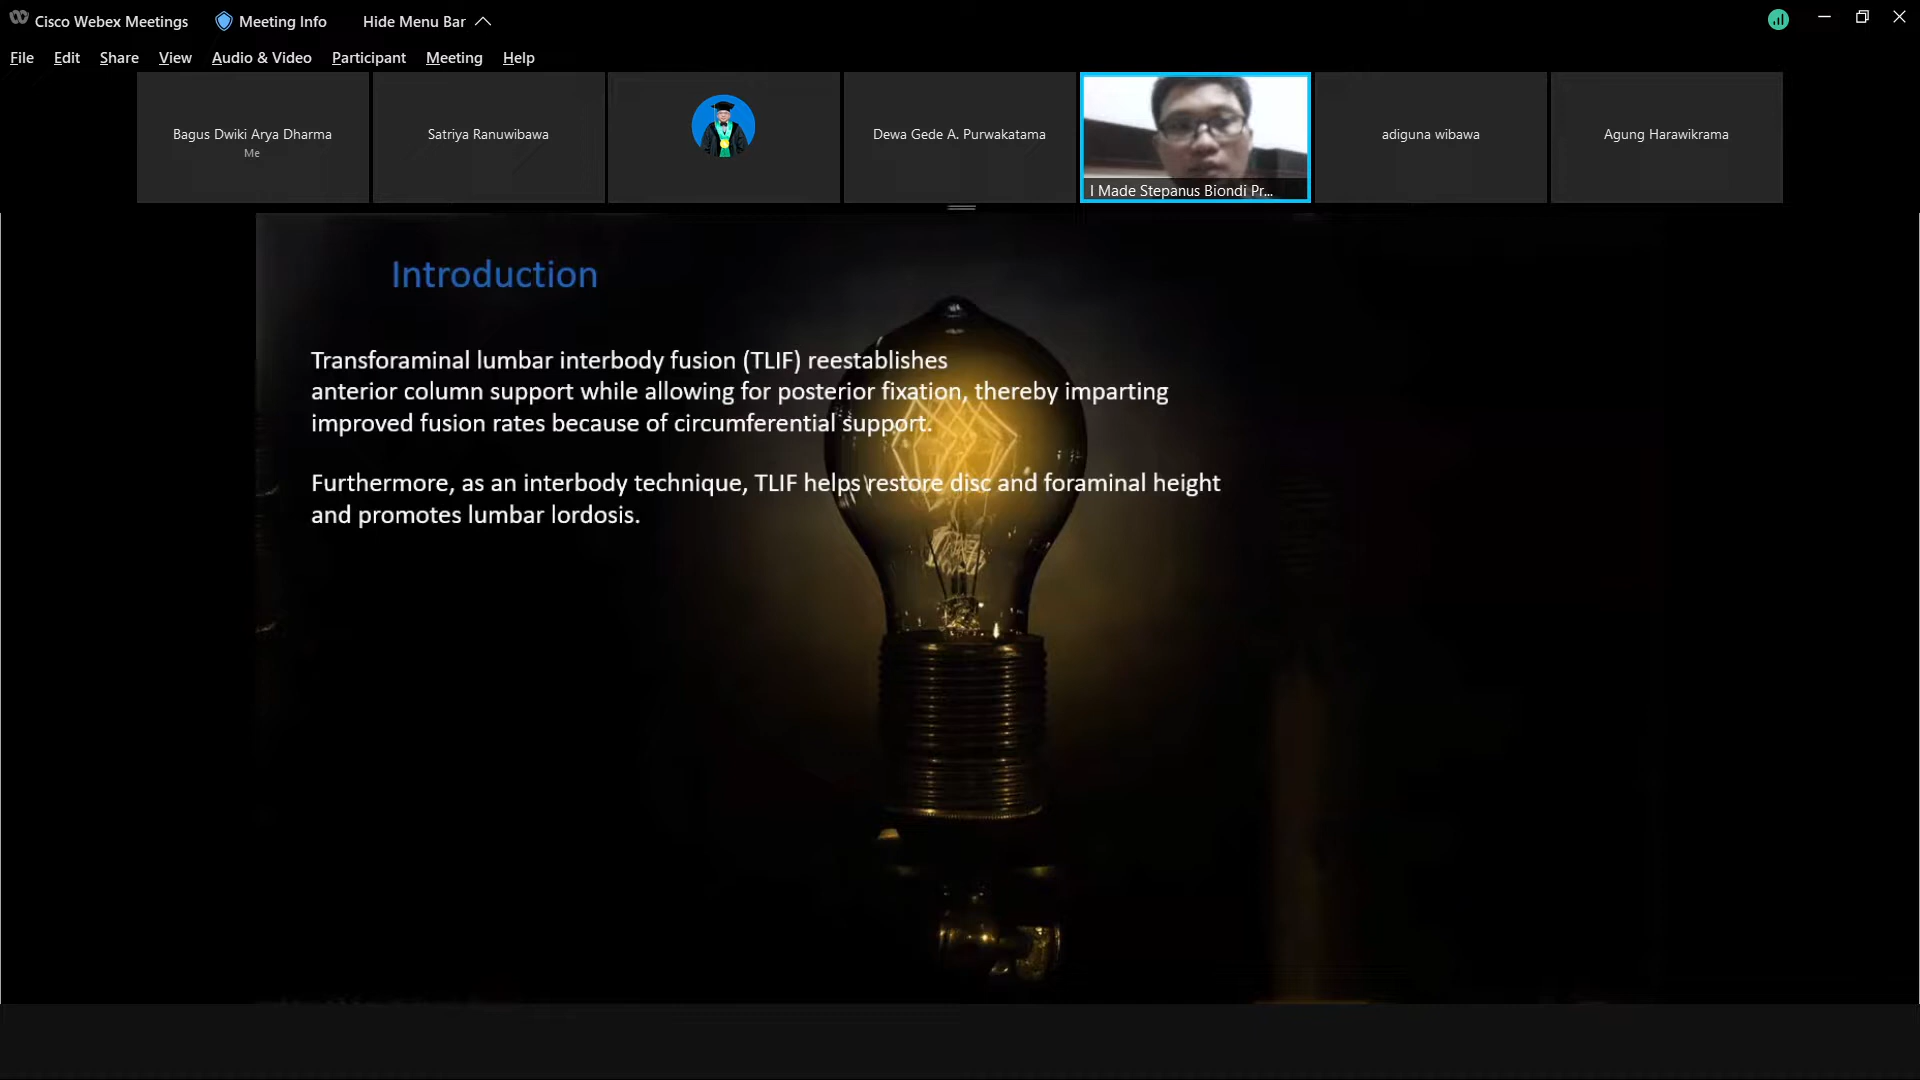 Cisco Webex Meetings
Meeting Info
Hide Menu Bar
File Edit Share View Audio & Video Participant Meeting Help
Bagus Dwiki Arya Dharma
Me
Satriya Ranuwibawa
Dewa Gede A. Purwakatama
I Made Stepanus Biondi Pr...
adiguna wibawa
Agung Harawikrama
Introduction
Transforaminal lumbar interbody fusion (TLIF) reestablishes
anterior column support while allowing for posterior fixation, thereby imparting
improved fusion rates because of circumferential support.
Furthermore, as an interbody technique, TLIF helps restore disc and foraminal height
and promotes lumbar lordosis.